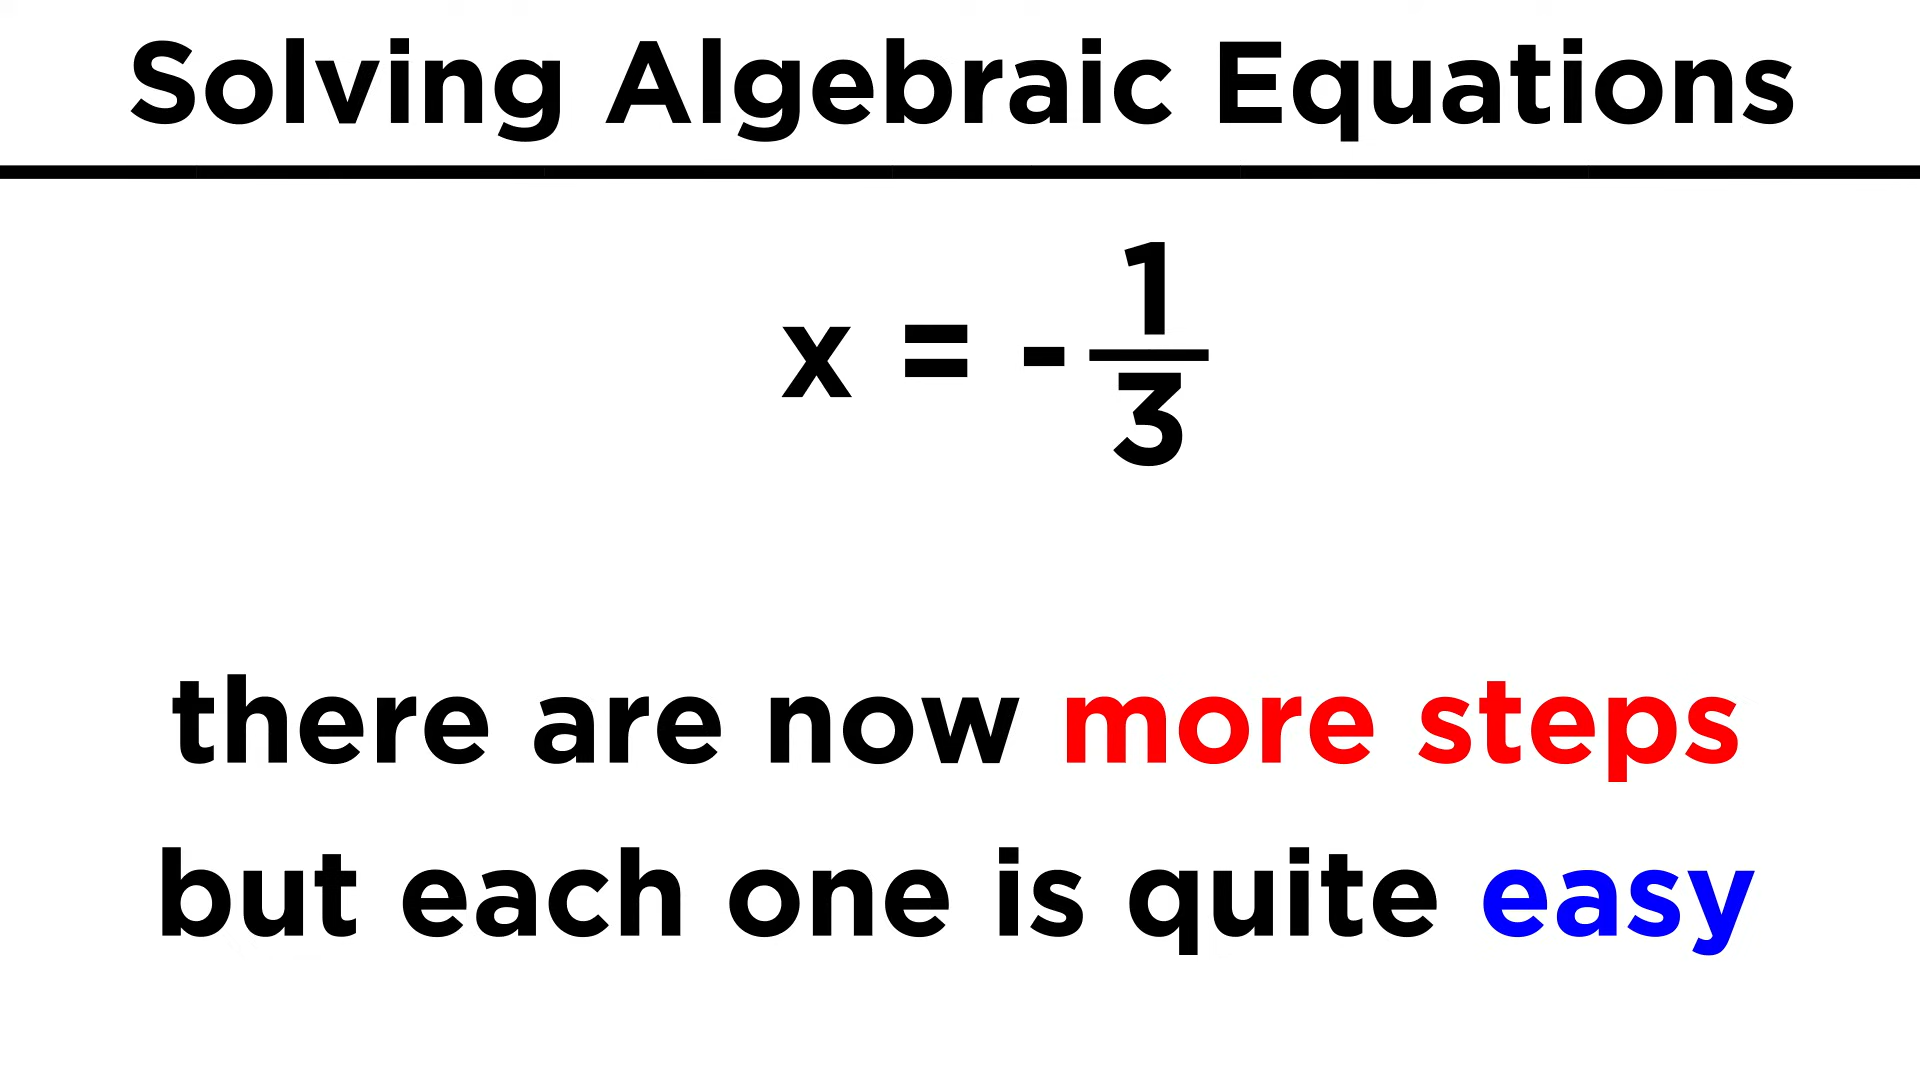 Solving Algebraic Equations
x = - 1/3
there are now more steps
but each one is quite easy